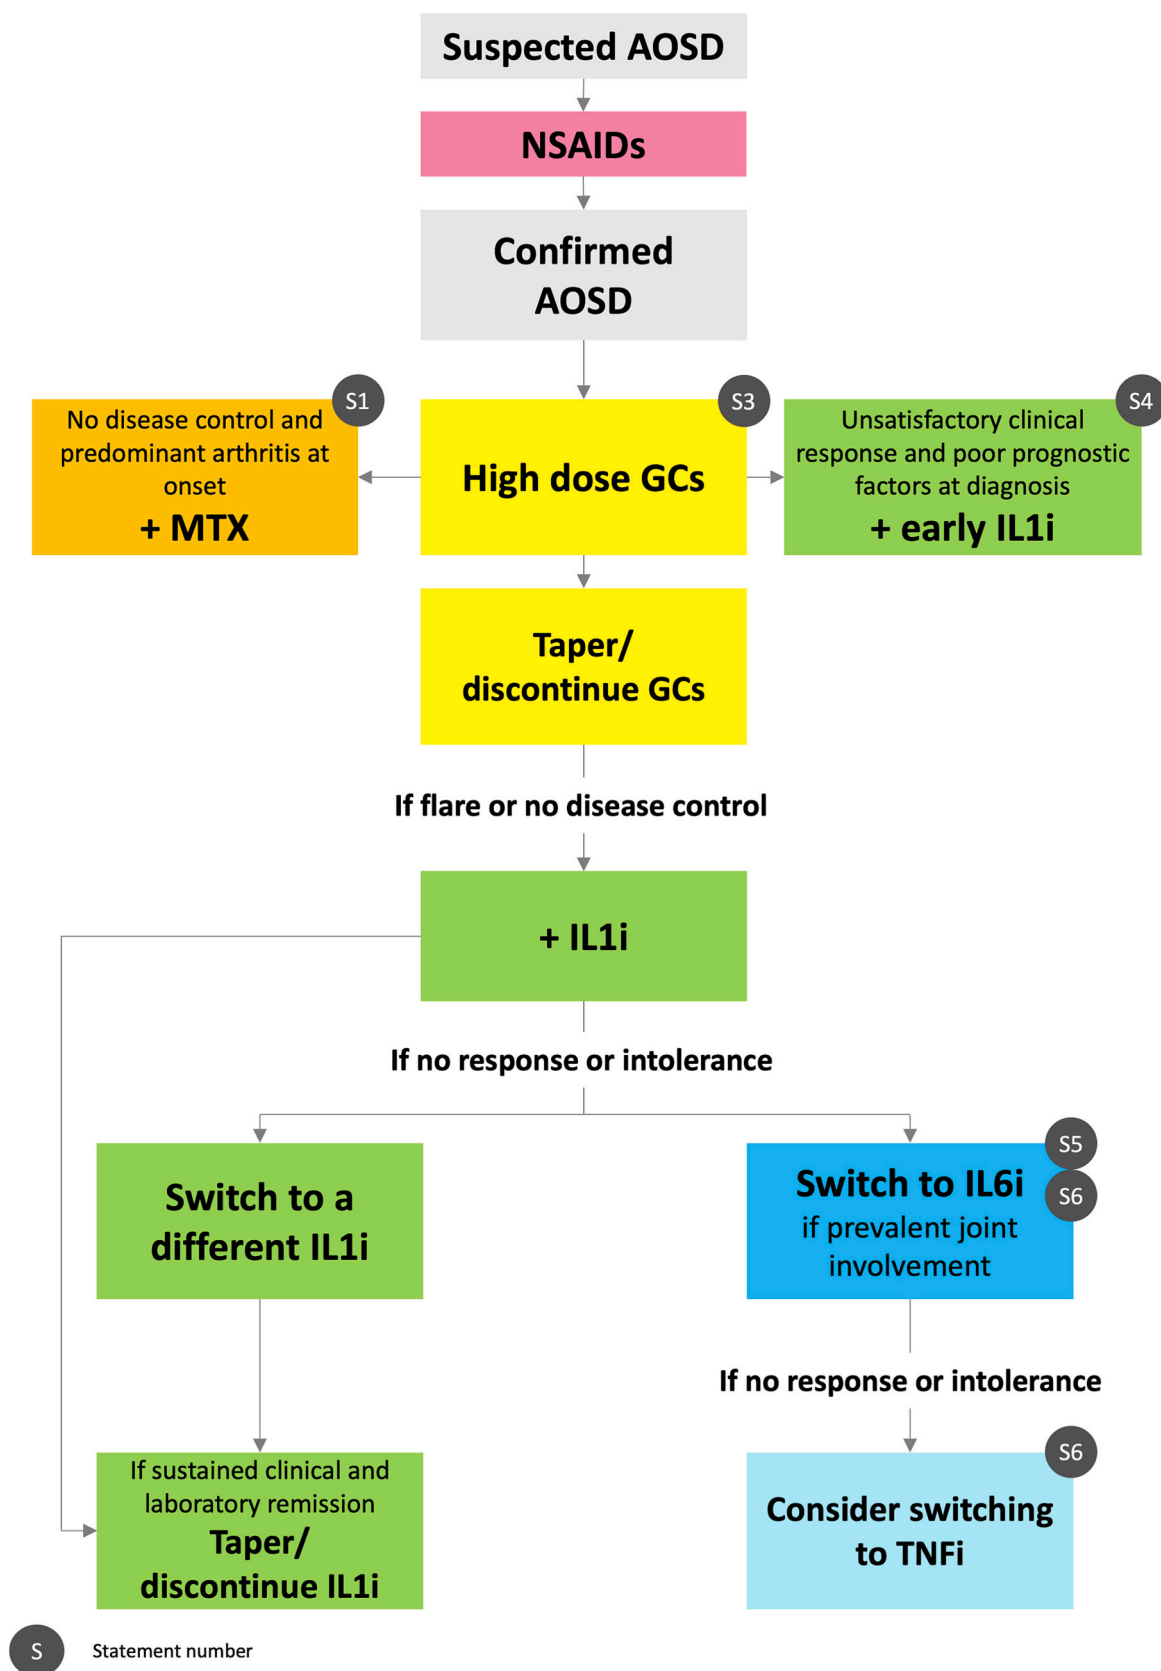 Suspected AOSD
NSAIDs
Confirmed
AOSD
S1
No disease control and
predominant arthritis at
onset
+ MTX
S3
High dose GCs
S4
Unsatisfactory clinical
response and poor prognostic
factors at diagnosis
+ early IL1i
Taper/
discontinue GCs
If flare or no disease control
+ IL1i
If no response or intolerance
Switch to a
different IL1i
S5
S6
Switch to IL6i
if prevalent joint
involvement
If no response or intolerance
If sustained clinical and
laboratory remission
Taper/
discontinue IL1i
S6
Consider switching
to TNFi
S
Statement number